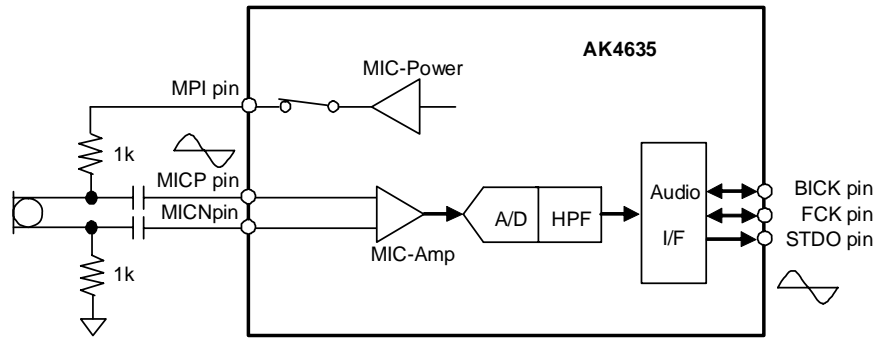 AK4635
MIC-Power
MPI pin
1k
MICP pin
MICNpin
MIC-Amp
A/D
HPF
Audio
I/F
BICK pin
FCK pin
STDO pin
1k